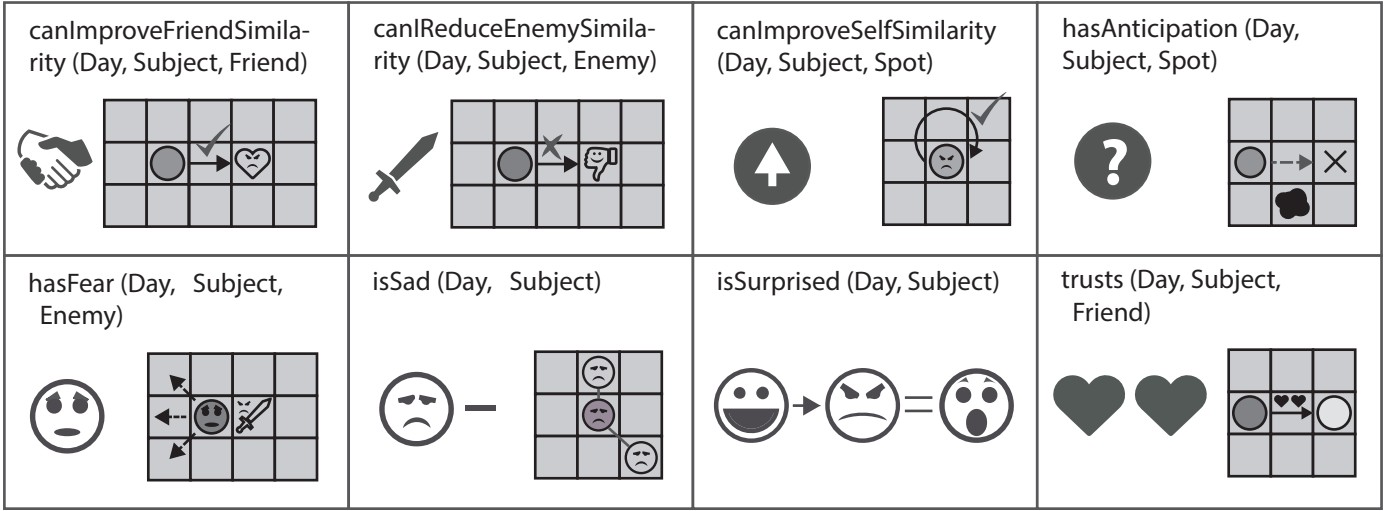 canImproveFriendSimila-
rity (Day, Subject, Friend)
canIReduceEnemySimila-
rity (Day, Subject, Enemy)
canImproveSelfSimilarity
(Day, Subject, Spot)
hasAnticipation (Day,
Subject, Spot)
?
hasFear (Day, Subject,
Enemy)
isSad (Day, Subject)
isSurprised (Day, Subject)
trusts (Day, Subject,
Friend)